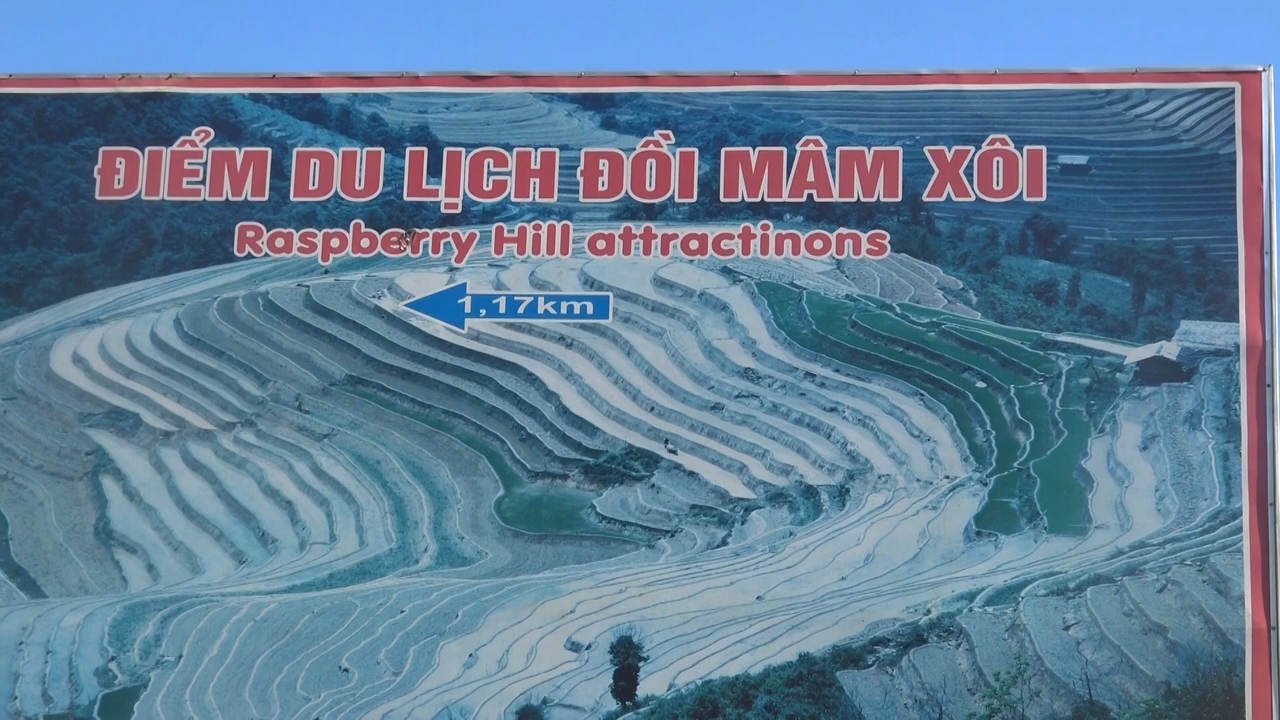 ĐIỂM DU LỊCH ĐỒI MÂM XÔI
Raspberry Hill attractinons
1,17km